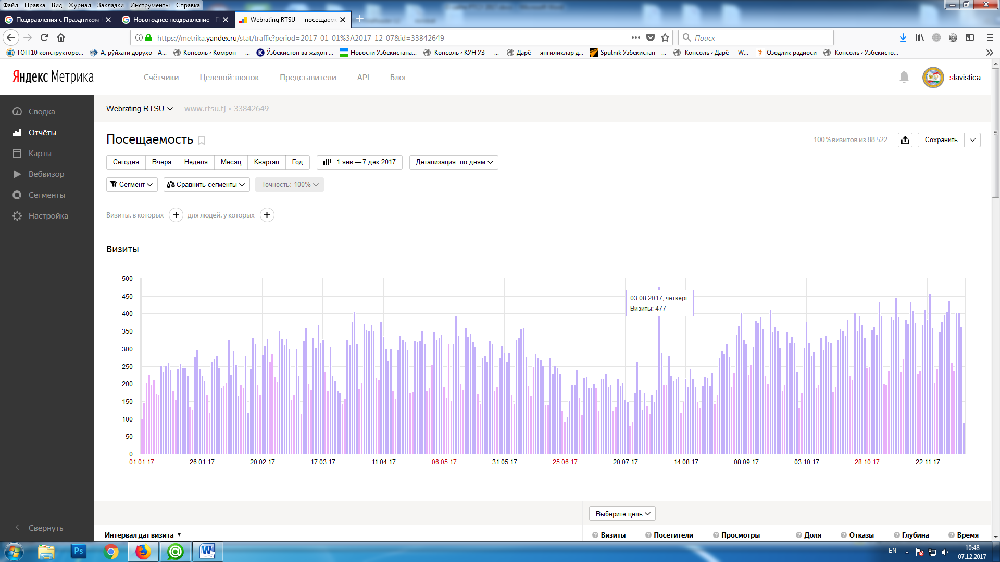 Файл Правка Вид Журнал Закладки Инструменты Справка
Поздравления с Праздником
Новогоднее поздравление - П
Webrating RTSU — посещаемо
https://metrika.yandex.ru/stat/traffic?period=2017-01-01%3A2017-12-07&id=33842649
Поиск
ТОП 10 конструкторо...
А, рӯйхати доруҳо - А...
Консоль ‹ Комрон — ...
Ўзбекистон ва жаҳон ...
Новости Узбекистана...
Консоль ‹ КУН УЗ — ...
Дарё — янгиликлар д...
Sputnik Узбекистан – ...
Консоль ‹ Дарё — W...
Озодлик радиоси
Консоль ‹ Узбекисто...
Яндекс Метрика
Счётчики
Целевой звонок
Представители
API
Блог
slavistica
Сводка
Отчёты
Карты
Вебвизор
Сегменты
Настройка
Свернуть
Webrating RTSU
www.rtsu.tj • 33842649
Посещаемость
100 % визитов из 88 522
Сохранить
Сегодня Вчера Неделя Месяц Квартал Год
1 янв — 7 дек 2017
Детализация: по дням
Сегмент
Сравнить сегменты
Точность: 100%
Визиты, в которых + для людей, у которых +
Визиты
500
450
400
350
300
250
200
150
100
50
0
03.08.2017, четверг
Визиты: 477
01.01.17 26.01.17 20.02.17 17.03.17 11.04.17 06.05.17 31.05.17 25.06.17 20.07.17 14.08.17 08.09.17 03.10.17 28.10.17 22.11.17
Выберите цель
Интервал дат визита
Визиты
Посетители
Просмотры
Доля
Отказы
Глубина
Время
Ps
W
EN
10:48
07.12.2017